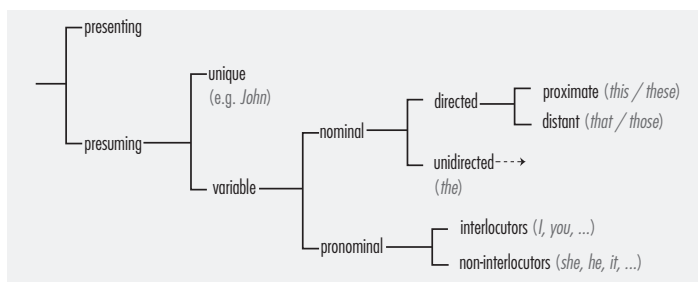 presenting
unique
(e.g. John)
presuming
variable
nominal
directed
proximate (this / these)
distant (that / those)
unidirected
(the)
pronominal
interlocutors (I, you, ...)
non-interlocutors (she, he, it, ...)